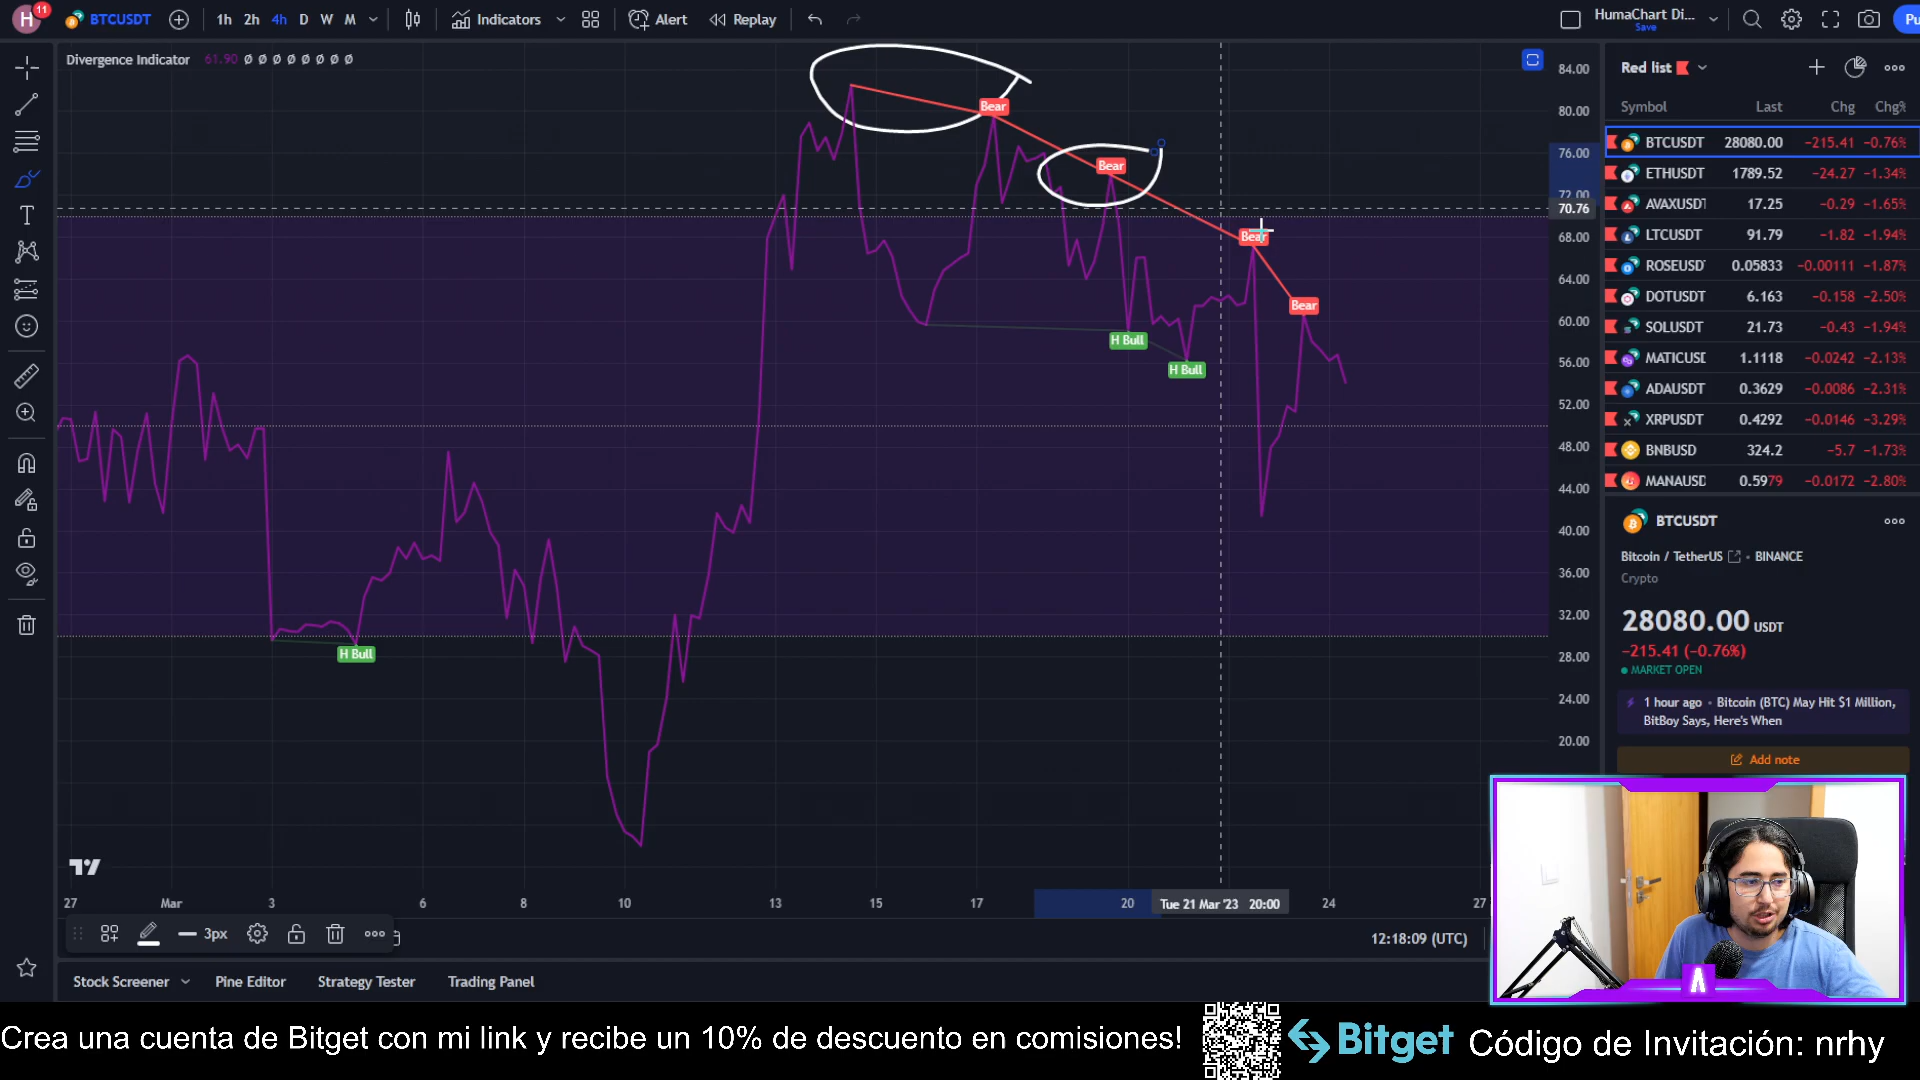 H 11 BTCUSDT 1h 2h 4h D W M Indicators Alert Replay HumaChart Di... Save Pu
Divergence Indicator 61.90 Ø Ø Ø Ø Ø Ø Ø Ø
Bear
Bear
Bear
Bear
H Bull
H Bull
H Bull
84.00
80.00
76.00
72.00
70.76
68.00
64.00
60.00
56.00
52.00
48.00
44.00
40.00
36.00
32.00
28.00
24.00
20.00
27 Mar 3 6 8 10 13 15 17 20 Tue 21 Mar '23 20:00 24 27
3px
12:18:09 (UTC)
Stock Screener Pine Editor Strategy Tester Trading Panel
Red list
Symbol Last Chg Chg%
BTCUSDT 28080.00 −215.41 −0.76%
ETHUSDT 1789.52 −24.27 −1.34%
AVAXUSDT 17.25 −0.29 −1.65%
LTCUSDT 91.79 −1.82 −1.94%
ROSEUSD 0.05833 −0.00111 −1.87%
DOTUSDT 6.163 −0.158 −2.50%
SOLUSDT 21.73 −0.43 −1.94%
MATICUSD 1.1118 −0.0242 −2.13%
ADAUSDT 0.3629 −0.0086 −2.31%
XRPUSDT 0.4292 −0.0146 −3.29%
BNBUSD 324.2 −5.7 −1.73%
MANAUSD 0.5979 −0.0172 −2.80%
BTCUSDT
Bitcoin / TetherUS • BINANCE
Crypto
28080.00 USDT
−215.41 (−0.76%)
MARKET OPEN
1 hour ago • Bitcoin (BTC) May Hit $1 Million,
BitBoy Says, Here's When
Add note
Crea una cuenta de Bitget con mi link y recibe un 10% de descuento en comisiones!
Bitget Código de Invitación: nrhy